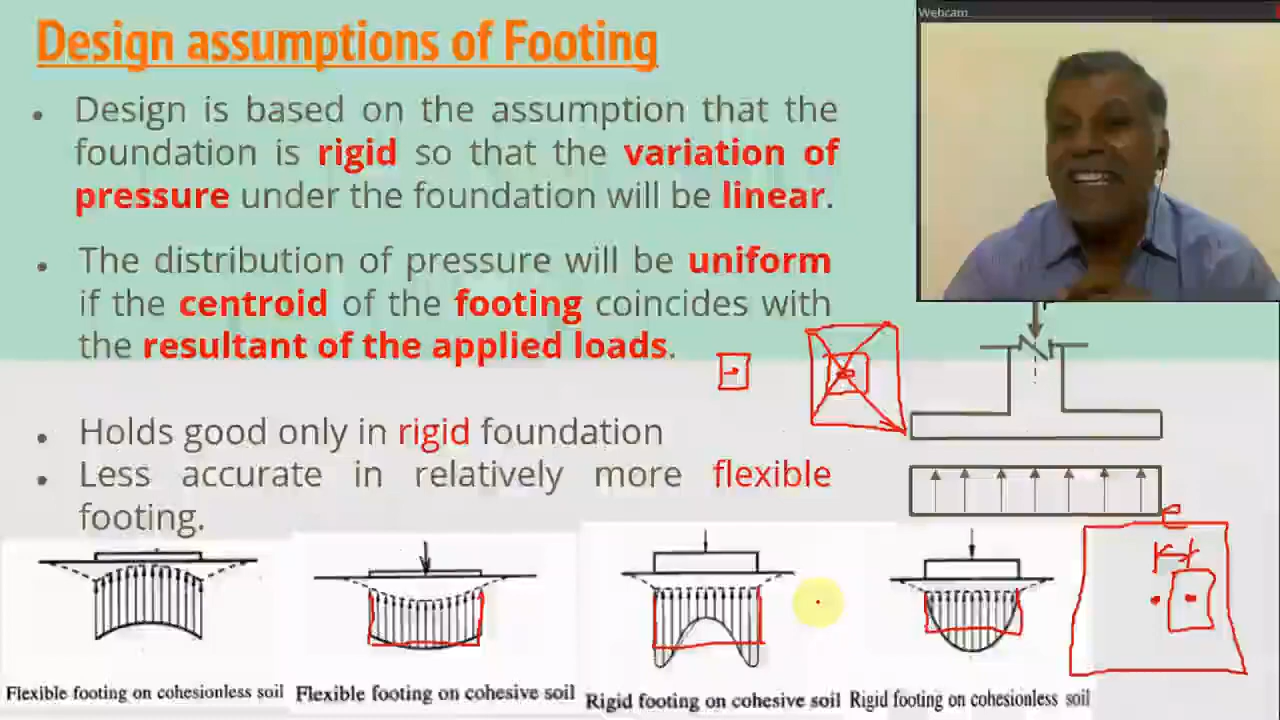 Webcam
Design assumptions of Footing
Design is based on the assumption that the
foundation is rigid so that the variation of
pressure under the foundation will be linear.
The distribution of pressure will be uniform
if the centroid of the footing coincides with
the resultant of the applied loads.
Holds good only in rigid foundation
Less accurate in relatively more flexible
footing.
e
Flexible footing on cohesionless soil
Flexible footing on cohesive soil
Rigid footing on cohesive soil
Rigid footing on cohesionless soil